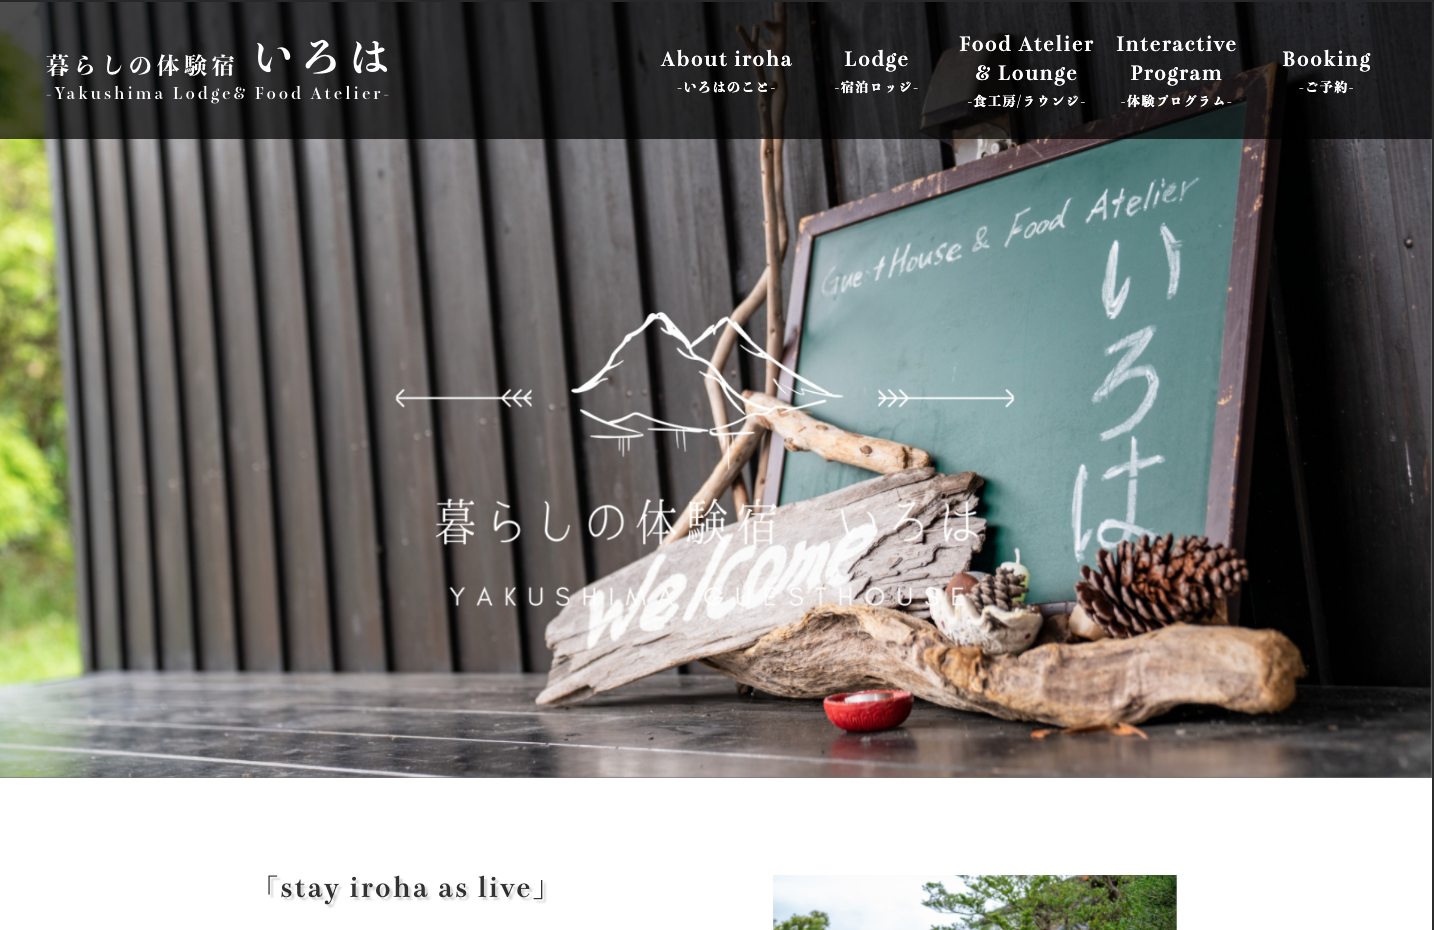 暮らしの体験宿 いろは
-Yakushima Lodge& Food Atelier-
About iroha
-いろはのこと-
Lodge
-宿泊ロッジ-
Food Atelier
& Lounge
-食工房/ラウンジ-
Interactive
Program
-体験プログラム-
Booking
-ご予約-
GuestHouse & Food Atelier
いろは
暮らしの体験宿 いろは
welcome
YAKUSHIMA GUESTHOUSE
「stay iroha as live」